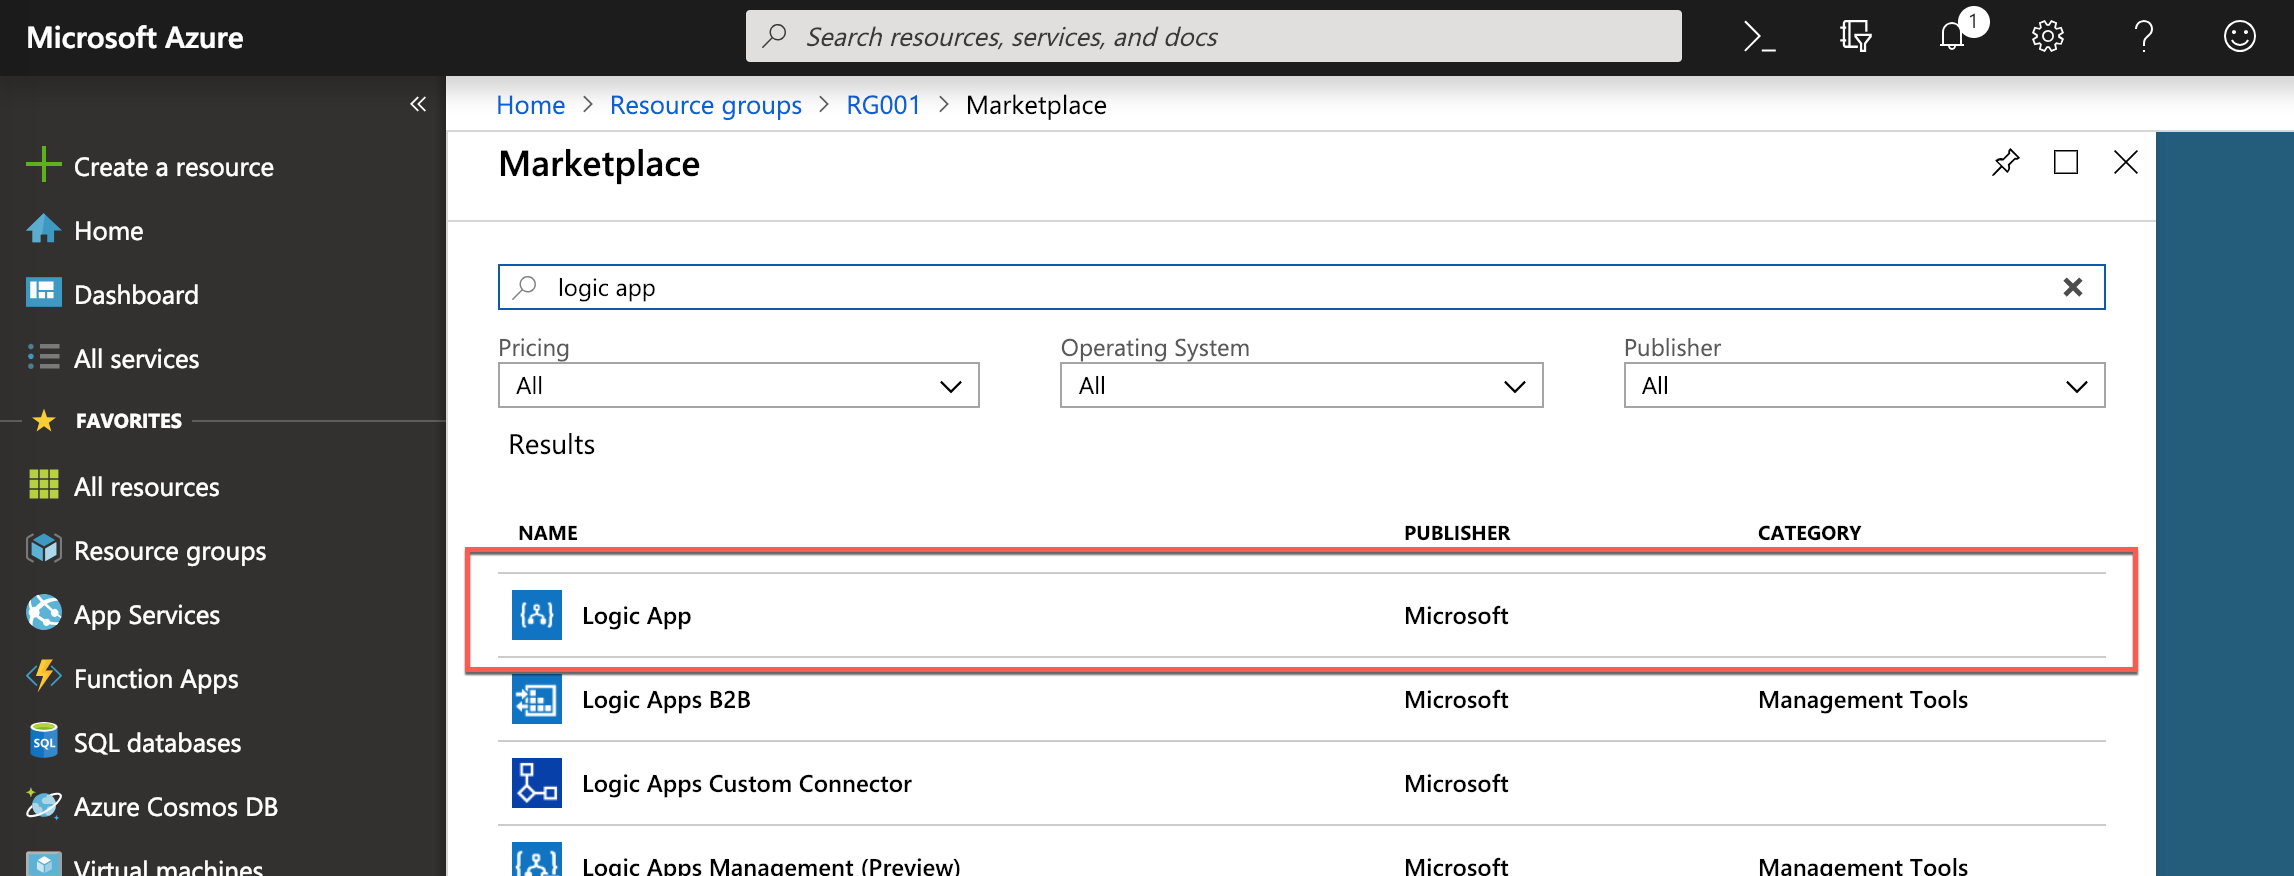 Microsoft Azure
Search resources, services, and docs
1
Home > Resource groups > RG001 > Marketplace
Create a resource
Home
Dashboard
All services
FAVORITES
All resources
Resource groups
App Services
Function Apps
SQL
SQL databases
Azure Cosmos DB
Virtual machines
Marketplace
logic app
Pricing
All
Operating System
All
Publisher
All
Results
NAME PUBLISHER CATEGORY
Logic App Microsoft
Logic Apps B2B Microsoft Management Tools
Logic Apps Custom Connector Microsoft
Logic Apps Management (Preview) Microsoft Management Tools